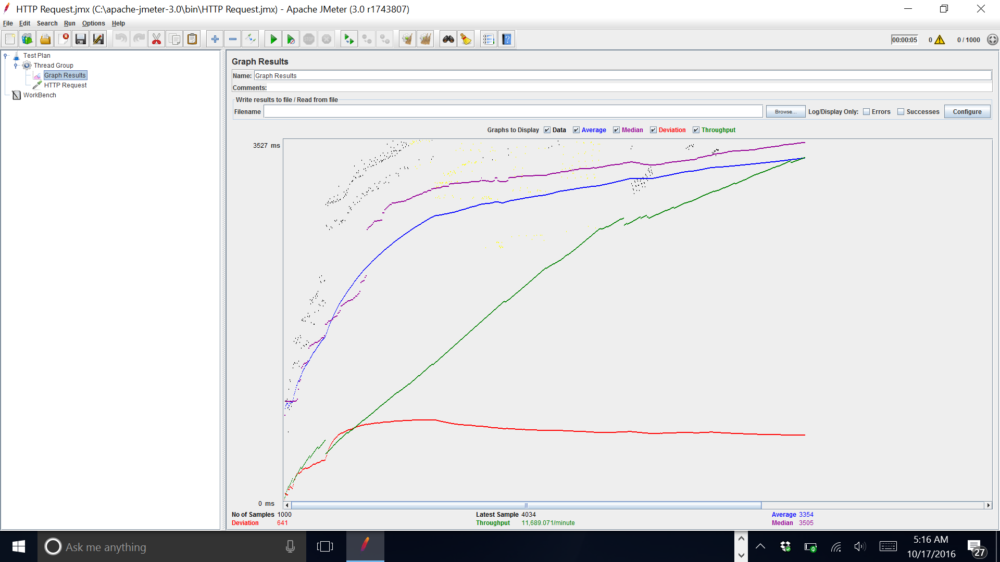 HTTP Request.jmx (C:\apache-jmeter-3.0\bin\HTTP Request.jmx) - Apache JMeter (3.0 r1743807)
File Edit Search Run Options Help
STOP
00:00:05 0 0 / 1000
Test Plan
Thread Group
Graph Results
HTTP Request
WorkBench
Graph Results
Name: Graph Results
Comments:
Write results to file / Read from file
Filename Browse... Log/Display Only: Errors Successes Configure
Graphs to Display Data Average Median Deviation Throughput
3527 ms
0 ms
No of Samples 1000 Latest Sample 4034 Average 3354
Deviation 641 Throughput 11,689.071/minute Median 3505
Ask me anything
5:16 AM
10/17/2016
27